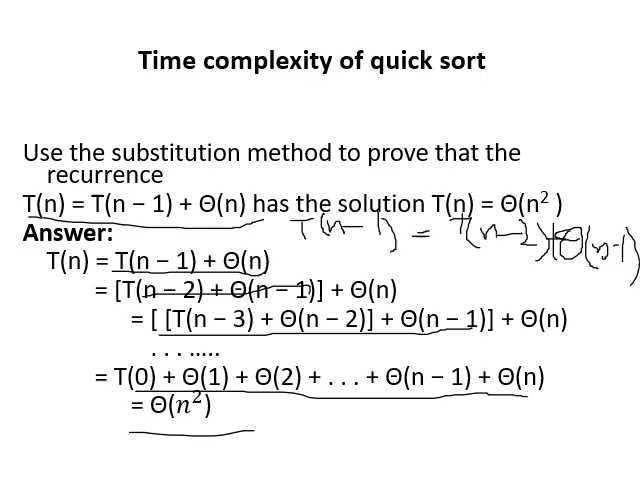 Time complexity of quick sort
Use the substitution method to prove that the
recurrence
T(n) = T(n − 1) + Θ(n) has the solution T(n) = Θ(n² )
T(n-1) = T(n-2)+Θ(n-1)
Answer:
T(n) = T(n − 1) + Θ(n)
= [T(n − 2) + Θ(n − 1)] + Θ(n)
= [ [T(n − 3) + Θ(n − 2)] + Θ(n − 1)] + Θ(n)
. . . …..
= T(0) + Θ(1) + Θ(2) + . . . + Θ(n − 1) + Θ(n)
= Θ(𝑛²)